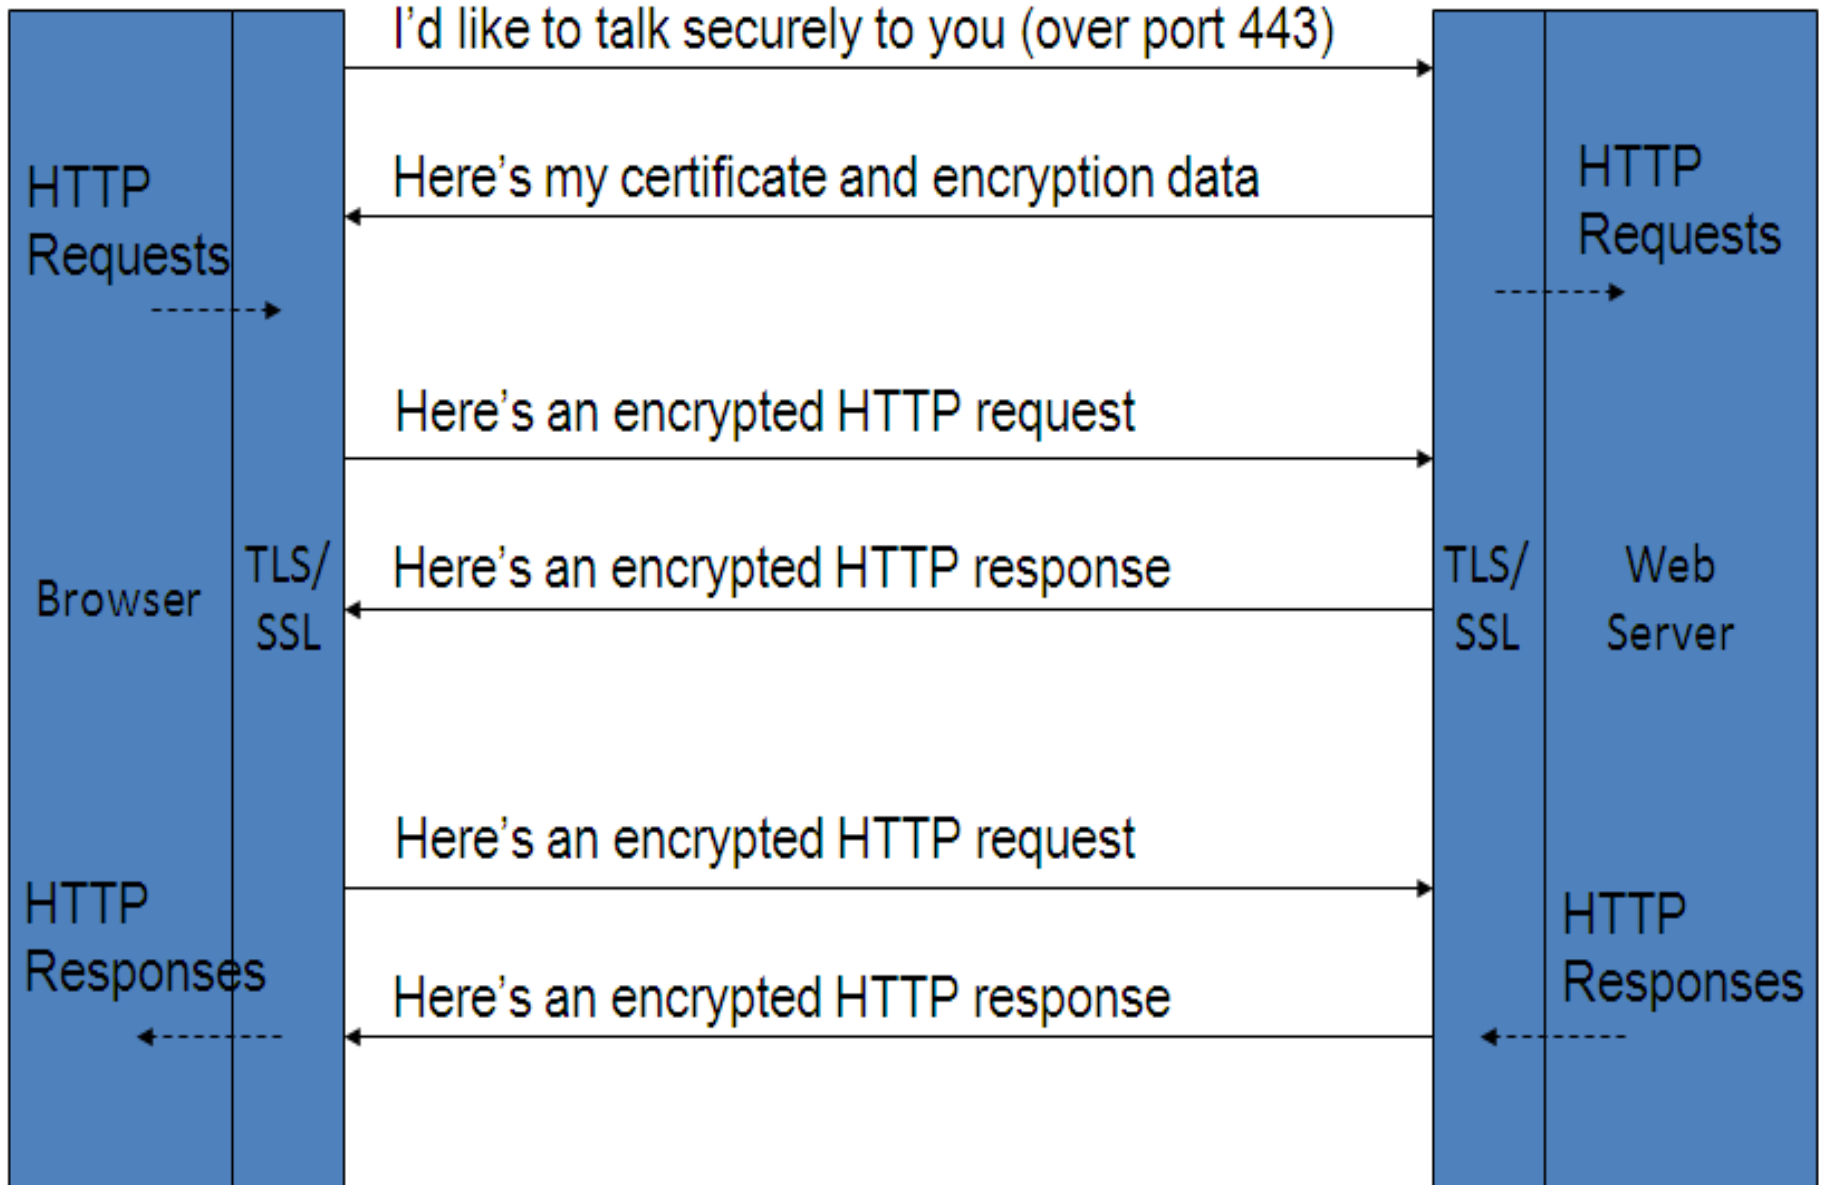 I’d like to talk securely to you (over port 443)
Here’s my certificate and encryption data
HTTP
Requests
HTTP
Requests
Here’s an encrypted HTTP request
Here’s an encrypted HTTP response
Browser
TLS/
SSL
TLS/
SSL
Web
Server
Here’s an encrypted HTTP request
HTTP
Responses
HTTP
Responses
Here’s an encrypted HTTP response